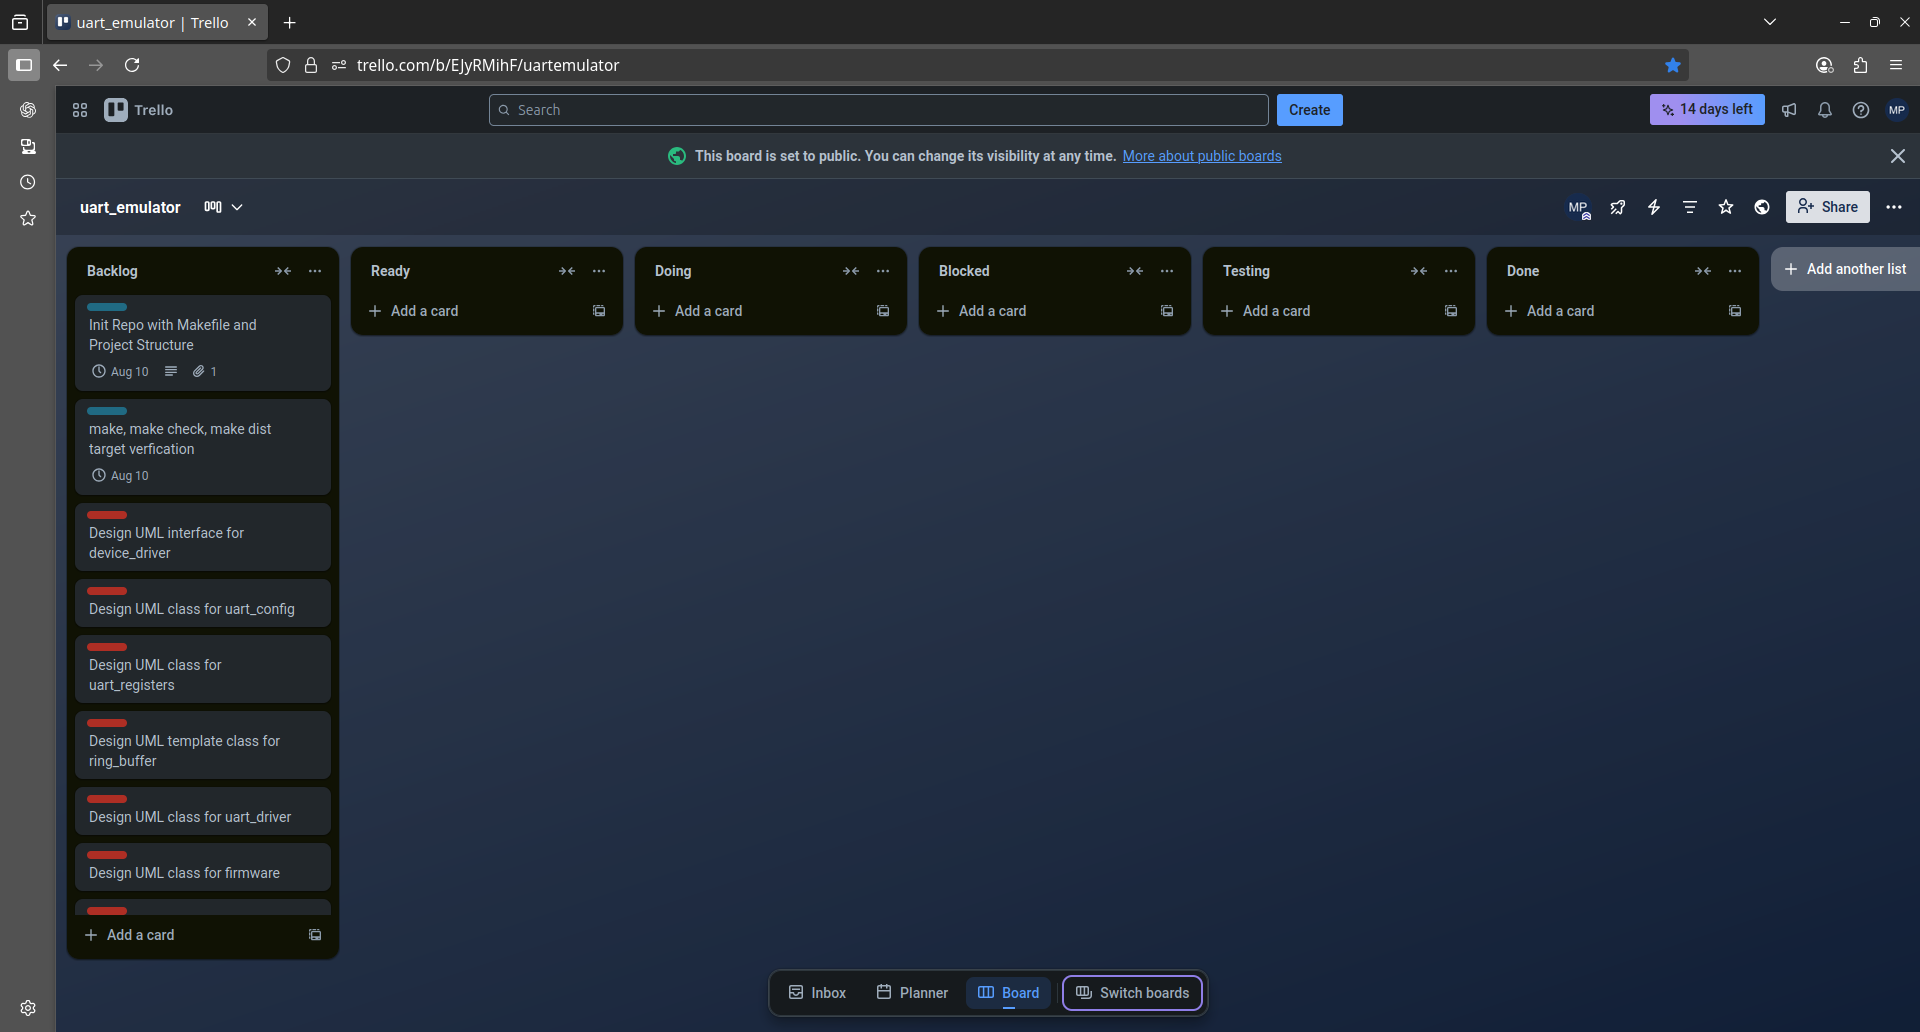 uart_emulator | Trello
trello.com/b/EJyRMihF/uartemulator
Trello
Search
Create
14 days left
MP
This board is set to public. You can change its visibility at any time. More about public boards
uart_emulator
MP
Share
Backlog
Init Repo with Makefile and
Project Structure
Aug 10
1
make, make check, make dist
target verfication
Aug 10
Design UML interface for
device_driver
Design UML class for uart_config
Design UML class for
uart_registers
Design UML template class for
ring_buffer
Design UML class for uart_driver
Design UML class for firmware
Add a card
Ready
Add a card
Doing
Add a card
Blocked
Add a card
Testing
Add a card
Done
Add a card
Add another list
Inbox
Planner
Board
Switch boards